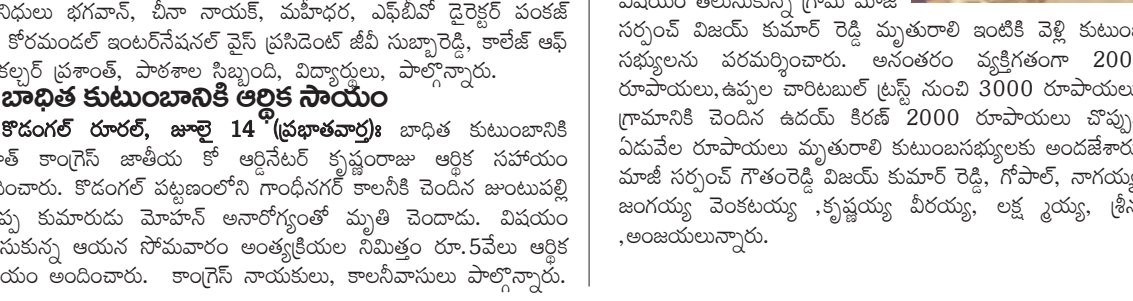 నిధులు భగవాన్, చీనా నాయక్, మహీధర, ఎఫ్‌బీవో డైరెక్టర్ పంకజ్
కోరమండల్ ఇంటర్‌నేషనల్ వైస్ ప్రసిడెంట్ జీవీ సుబ్బారెడ్డి, కాలేజ్ ఆఫ్
కల్చర్ ప్రశాంత్, పాఠశాల సిబ్బంది, విద్యార్థులు, పాల్గొన్నారు.
బాధిత కుటుంబానికి ఆర్థిక సాయం
కొడంగల్ రూరల్, జూలై 14 (ప్రభాతవార్త)ః బాధిత కుటుంబానికి
కాంగ్రెస్ జాతీయ కో ఆర్డినేటర్ కృష్ణంరాజు ఆర్థిక సహాయం
కొడంగల్ పట్టణంలోని గాంధీనగర్ కాలనీకి చెందిన జుంటుపల్లి
కుమారుడు మోహన్ అనారోగ్యంతో మృతి చెందాడు. విషయం
ఆయన సోమవారం అంత్యక్రియల నిమిత్తం రూ.5వేలు ఆర్థిక
అందించారు. కాంగ్రెస్ నాయకులు, కాలనీవాసులు పాల్గొన్నారు.
విషయం తెలుసుకున్న గ్రామ మాజీ
సర్పంచ్ విజయ్ కుమార్ రెడ్డి మృతురాలి ఇంటికి వెళ్లి కుటుంబ
సభ్యులను పరమర్శించారు. అనంతరం వ్యక్తిగతంగా 200
రూపాయలు,ఉప్పల చారిటబుల్ ట్రస్ట్ నుంచి 3000 రూపాయలు
గ్రామానికి చెందిన ఉదయ్ కిరణ్ 2000 రూపాయలు చొప్పు
ఏడువేల రూపాయలు మృతురాలి కుటుంబసభ్యులకు అందజేశారు
మాజీ సర్పంచ్ గౌతంరెడ్డి విజయ్ కుమార్ రెడ్డి, గోపాల్, నాగయ్య
జంగయ్య వెంకటయ్య ,కృష్ణయ్య వీరయ్య, లక్ష్మయ్య,
,అంజయలున్నారు.